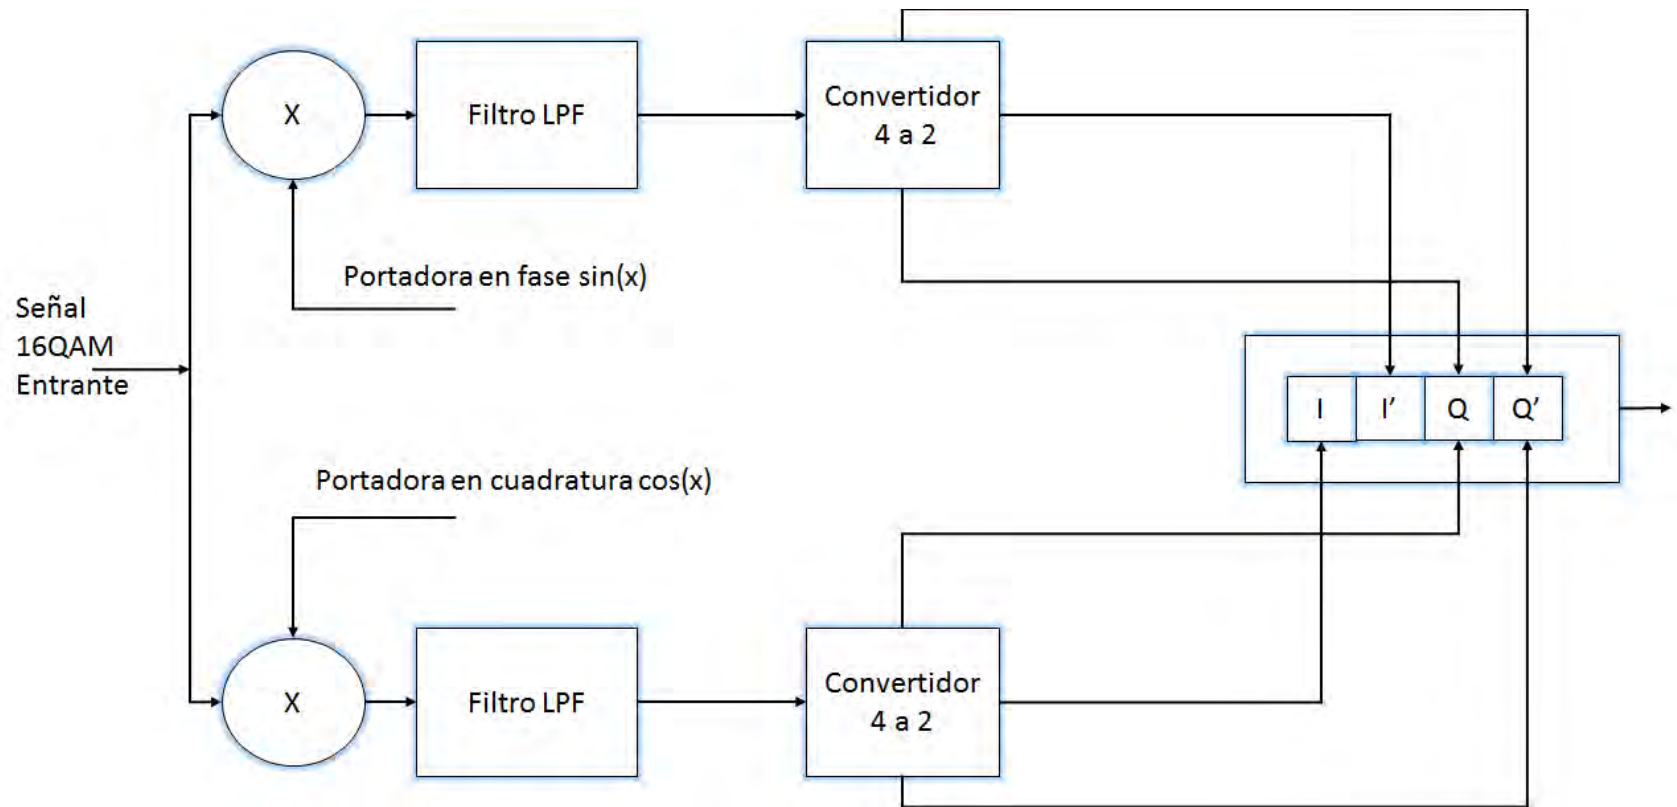 X
Filtro LPF
Convertidor
4 a 2
Portadora en fase sin(x)
Señal
16QAM
Entrante
I
I’
Q
Q’
Portadora en cuadratura cos(x)
X
Filtro LPF
Convertidor
4 a 2